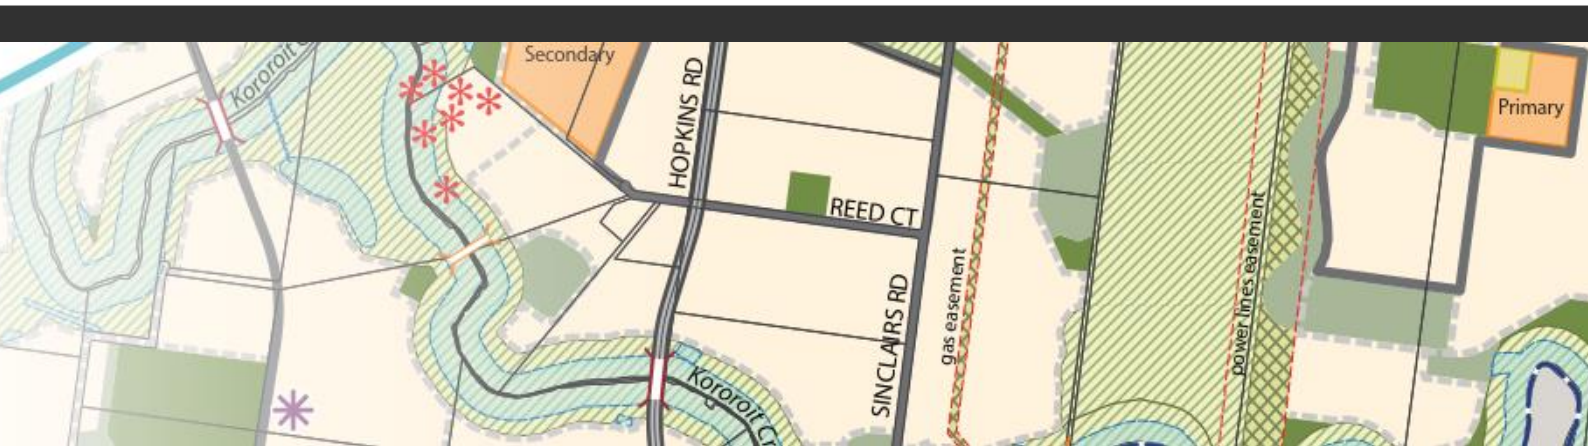 Kororoit C
Secondary
HOPKINS RD
Primary
REED CT
power lines easement
gas easement
SINCLAIRS RD
Kororoit Cr